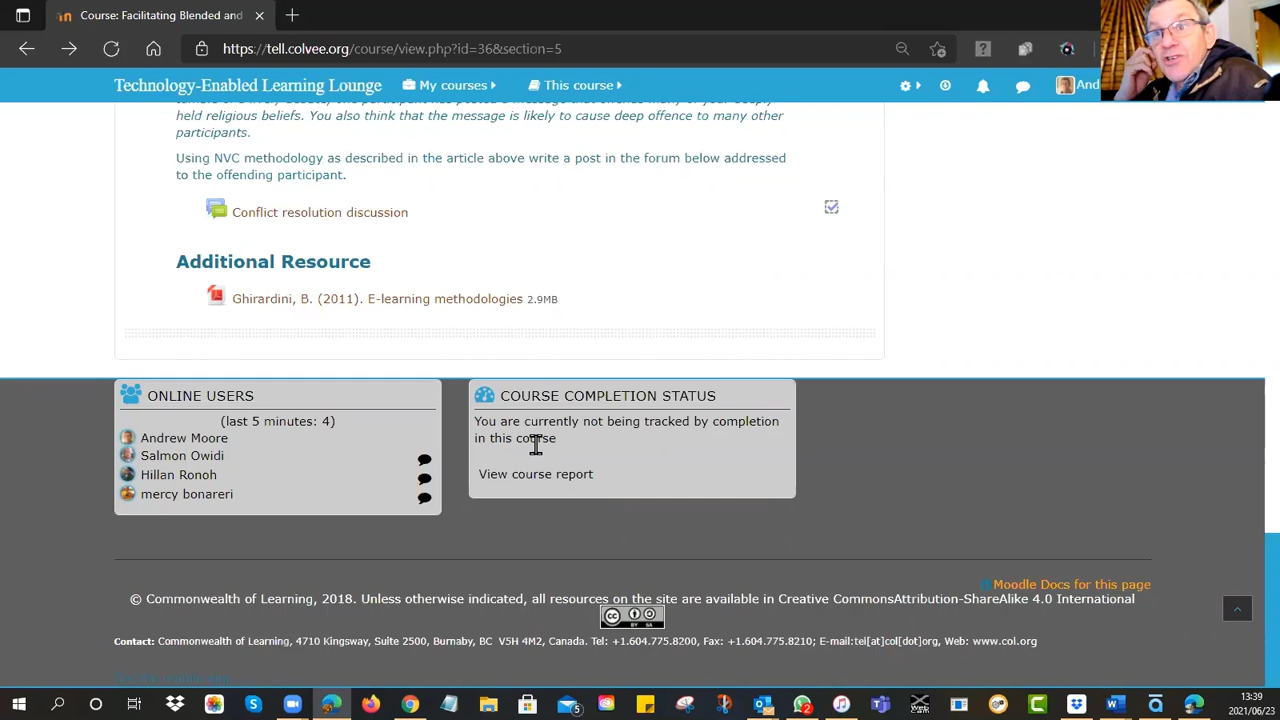 Course: Facilitating Blended and
https://tell.colvee.org/course/view.php?id=36&section=5
Technology-Enabled Learning Lounge
My courses
This course
And
held religious beliefs. You also think that the message is likely to cause deep offence to many other
participants.
Using NVC methodology as described in the article above write a post in the forum below addressed
to the offending participant.
Conflict resolution discussion
Additional Resource
Ghirardini, B. (2011). E-learning methodologies 2.9MB
ONLINE USERS
(last 5 minutes: 4)
Andrew Moore
Salmon Owidi
Hillan Ronoh
mercy bonareri
COURSE COMPLETION STATUS
You are currently not being tracked by completion
in this course
View course report
Moodle Docs for this page
© Commonwealth of Learning, 2018. Unless otherwise indicated, all resources on the site are available in Creative CommonsAttribution-ShareAlike 4.0 International
BY SA
Contact: Commonwealth of Learning, 4710 Kingsway, Suite 2500, Burnaby, BC V5H 4M2, Canada. Tel: +1.604.775.8200, Fax: +1.604.775.8210; E-mail:tel[at]col[dot]org, Web: www.col.org
13:39
2021/06/23